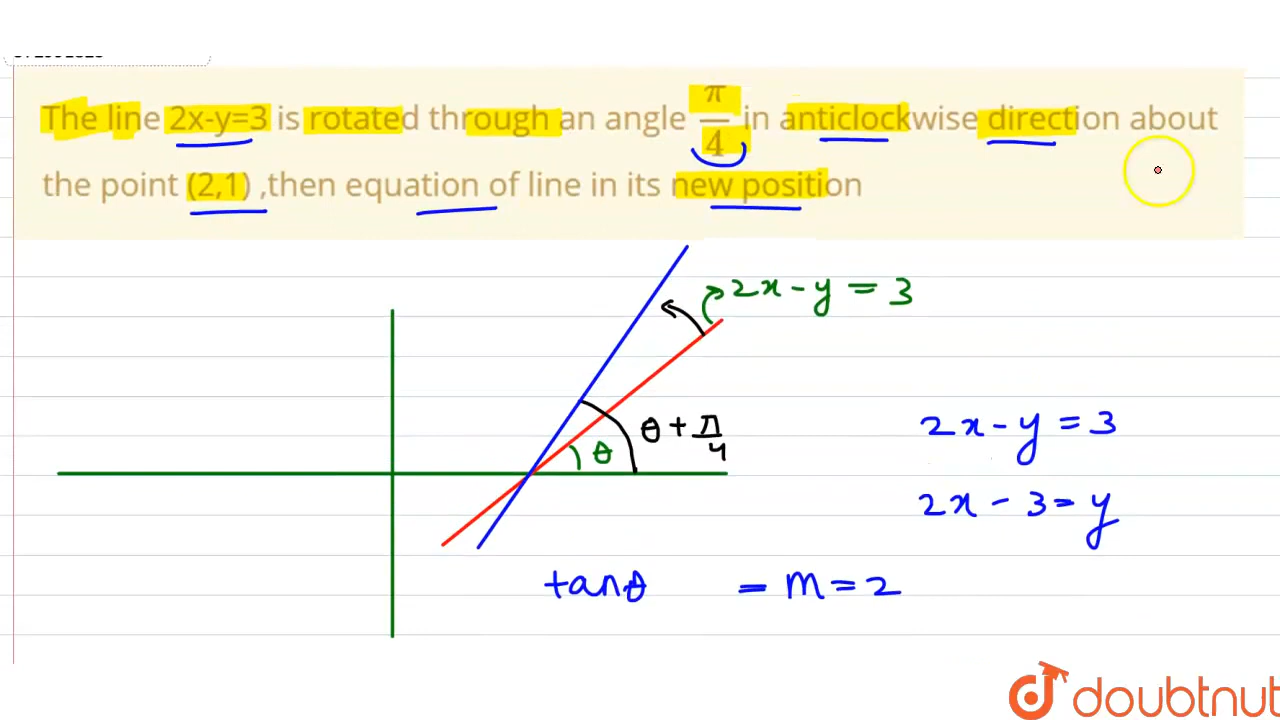 The line 2x-y=3 is rotated through an angle π/4 in anticlockwise direction about
the point (2,1) ,then equation of line in its new position
2x - y = 3
θ + π/4
θ
2x - y = 3
2x - 3 = y
tanθ = m = 2
doubtnut